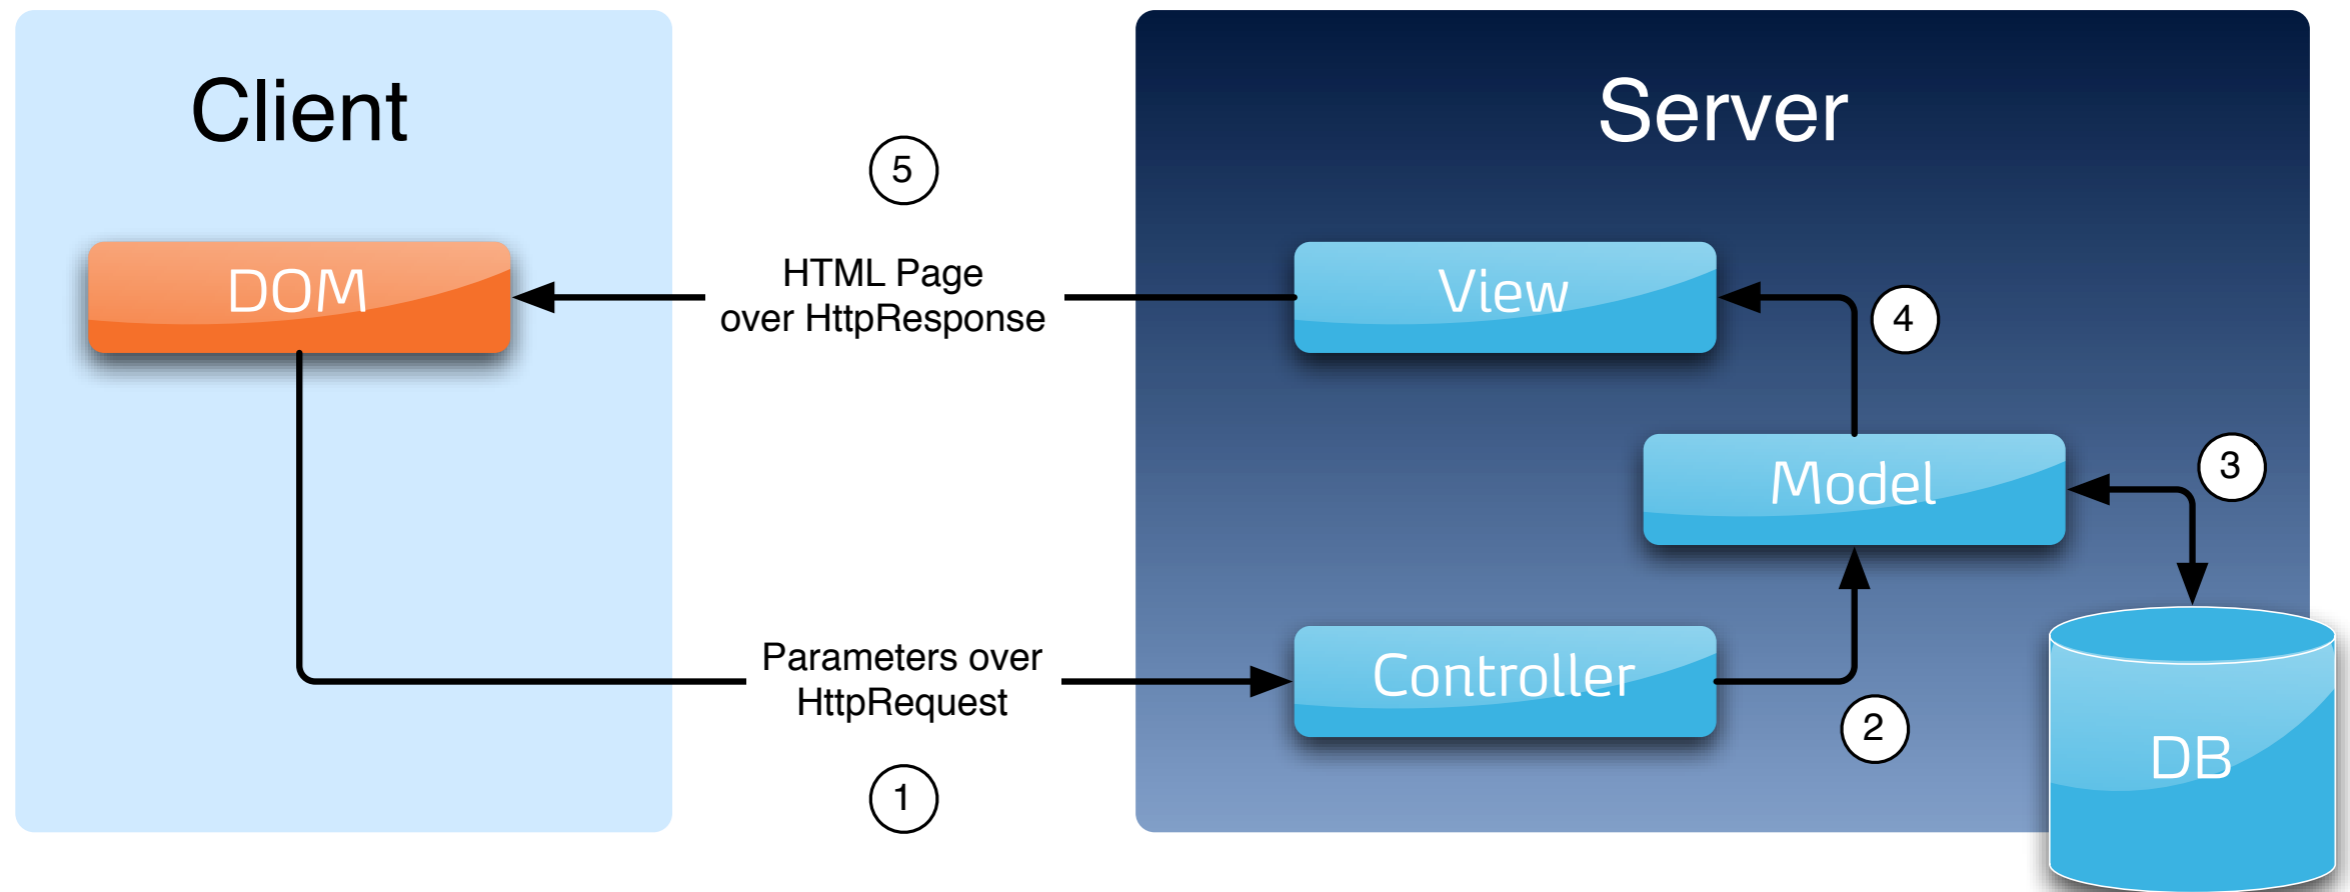 Client
Server
5
DOM
HTML Page
over HttpResponse
View
4
Model
3
Parameters over
HttpRequest
Controller
2
DB
1